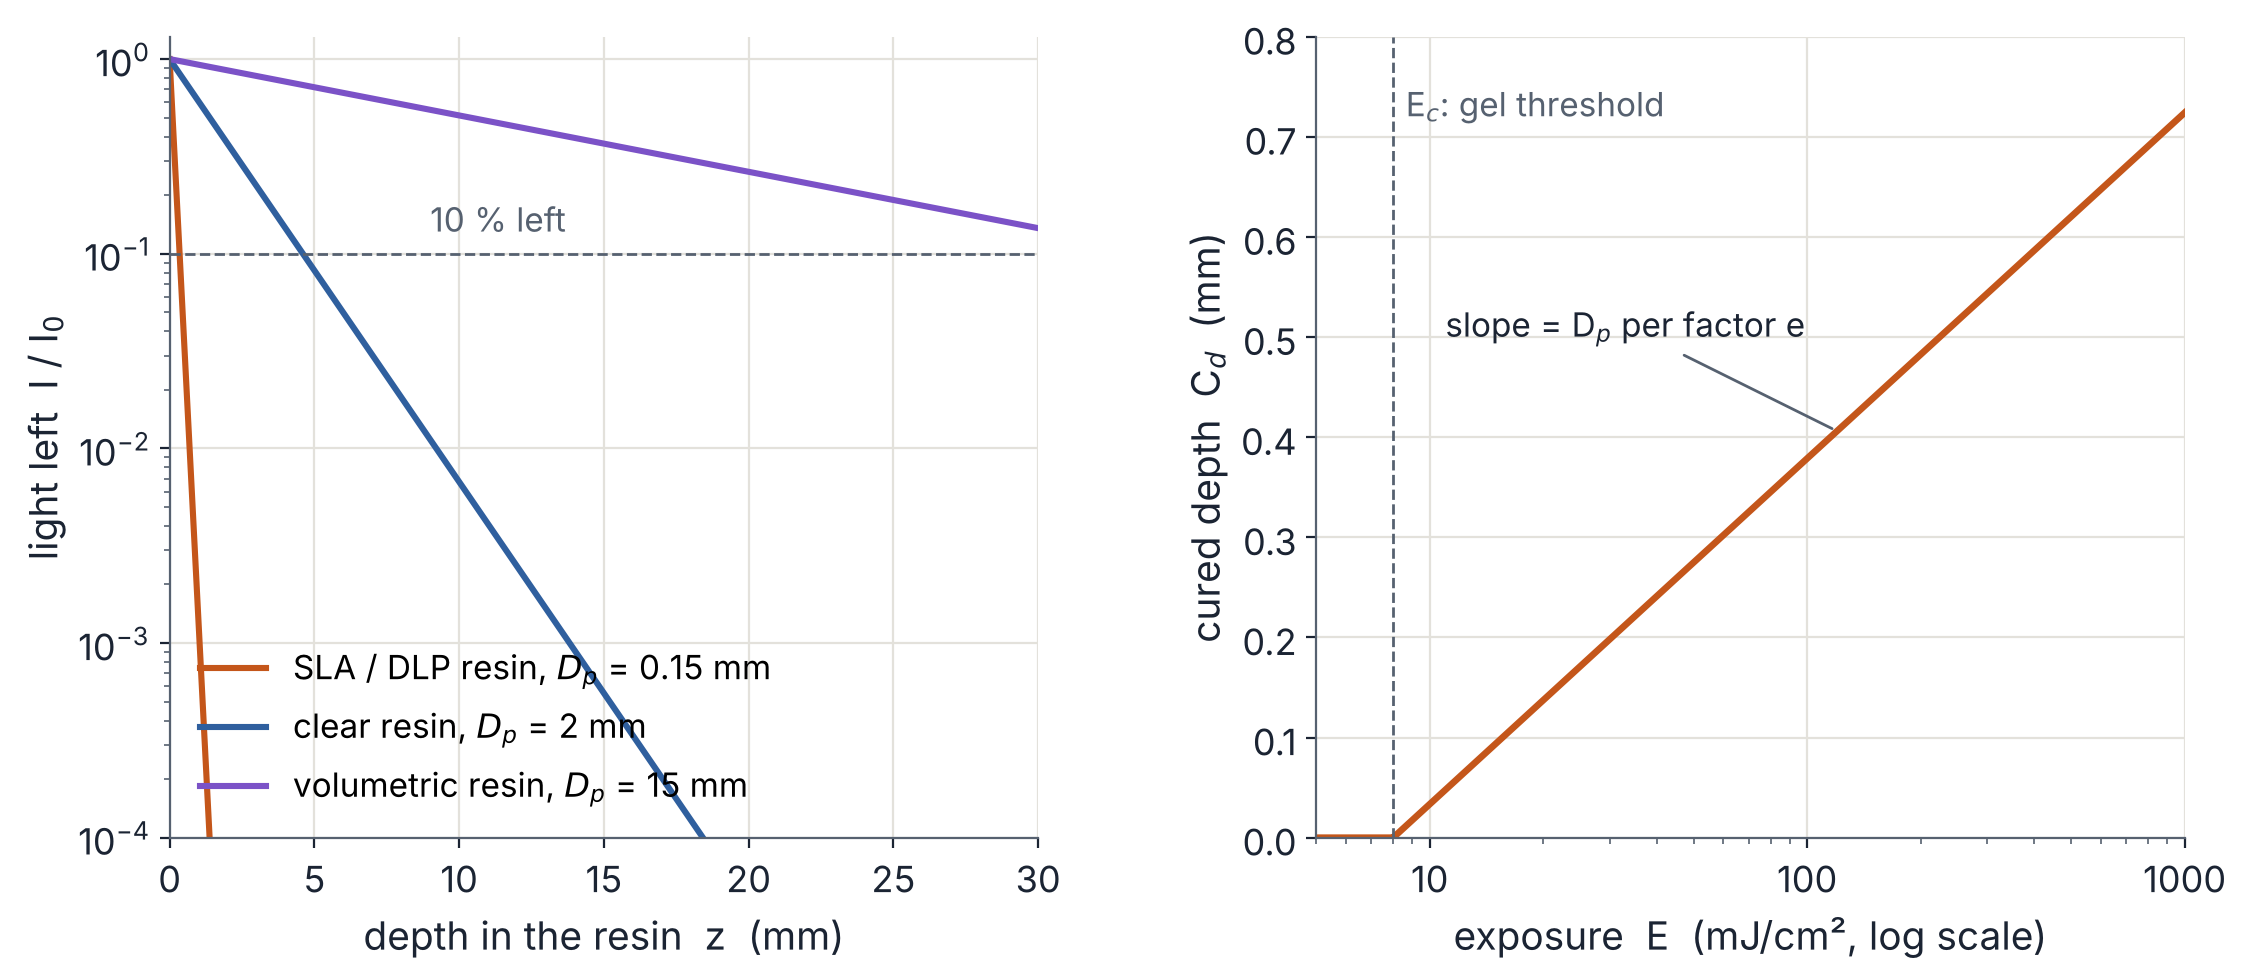 10⁰
10⁻¹
10⁻²
10⁻³
10⁻⁴
light left I / I₀
10 % left
SLA / DLP resin, Dₚ = 0.15 mm
clear resin, Dₚ = 2 mm
volumetric resin, Dₚ = 15 mm
0 5 10 15 20 25 30
depth in the resin z (mm)
0.8
0.7
0.6
0.5
0.4
0.3
0.2
0.1
0.0
cured depth C_d (mm)
E_c: gel threshold
slope = Dₚ per factor e
10 100 1000
exposure E (mJ/cm², log scale)